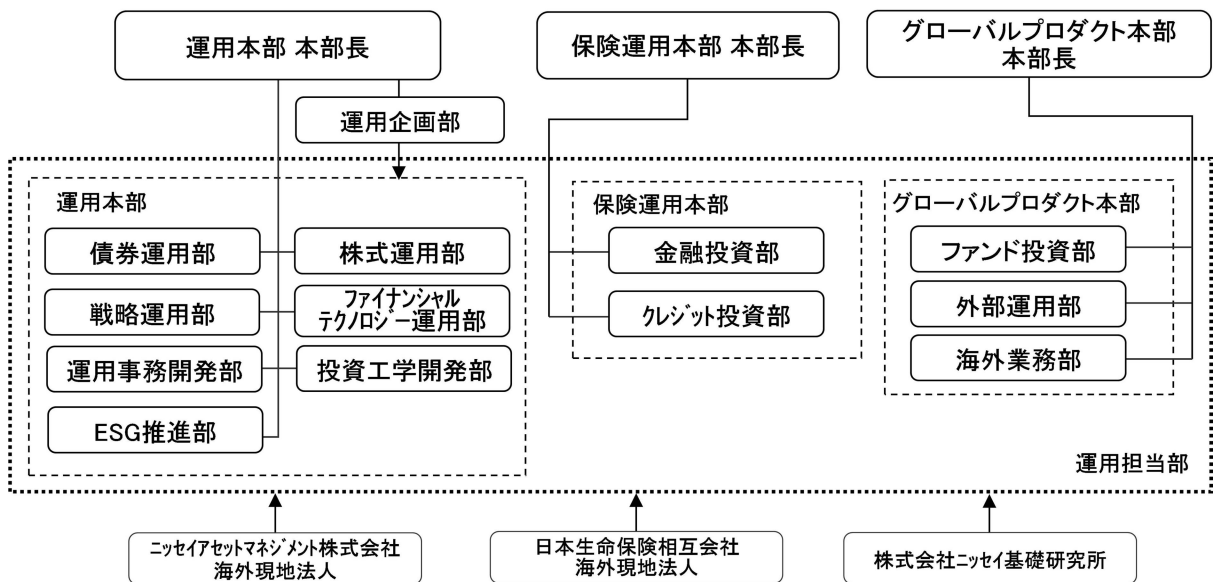 運用本部 本部長
保険運用本部 本部長
グローバルプロダクト本部
本部長
運用企画部
運用本部
債券運用部
株式運用部
戦略運用部
ファイナンシャル
テクノロジー運用部
運用事務開発部
投資工学開発部
ESG推進部
保険運用本部
金融投資部
クレジット投資部
グローバルプロダクト本部
ファンド投資部
外部運用部
海外業務部
運用担当部
ニッセイアセットマネジメント株式会社
海外現地法人
日本生命保険相互会社
海外現地法人
株式会社ニッセイ基礎研究所